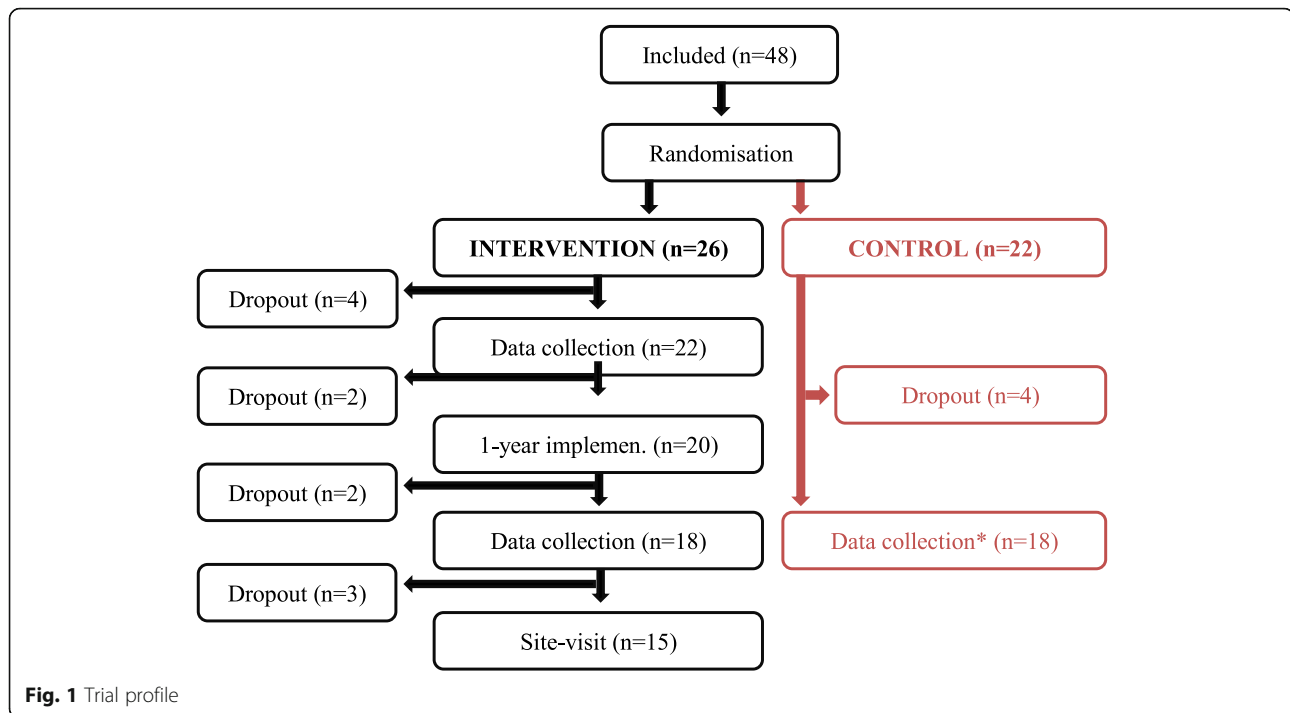 Included (n=48)
Randomisation
INTERVENTION (n=26)
CONTROL (n=22)
Dropout (n=4)
Data collection (n=22)
Dropout (n=2)
Dropout (n=4)
1-year implemen. (n=20)
Dropout (n=2)
Data collection (n=18)
Data collection* (n=18)
Dropout (n=3)
Site-visit (n=15)
Fig. 1 Trial profile